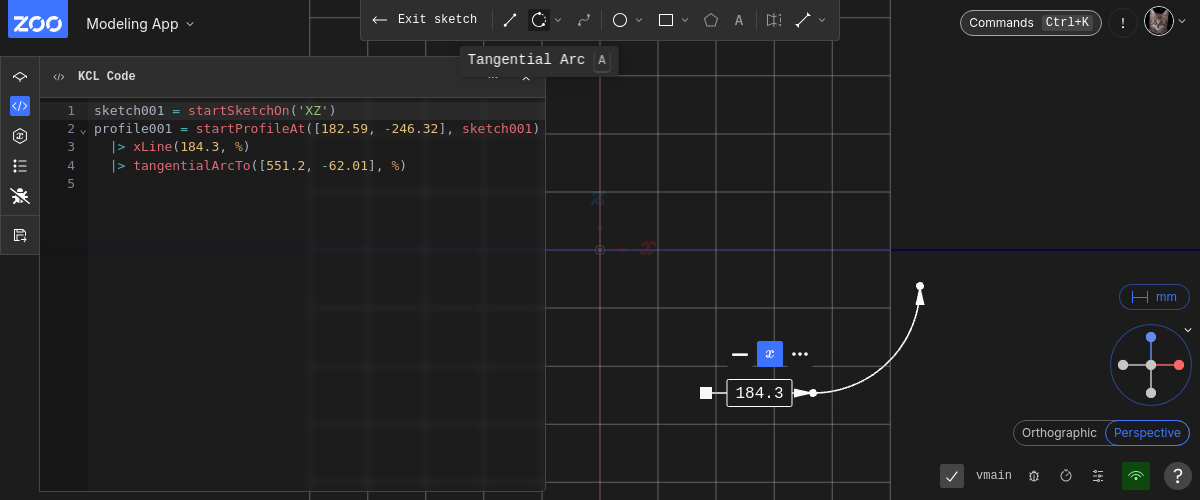 ZOO
Modeling App
Exit sketch
A
Commands Ctrl+K
!
Tangential Arc A
KCL Code
1 sketch001 = startSketchOn('XZ')
2 profile001 = startProfileAt([182.59, -246.32], sketch001)
3 |> xLine(184.3, %)
4 |> tangentialArcTo([551.2, -62.01], %)
5
z
x
mm
x
184.3
Orthographic Perspective
vmain
?